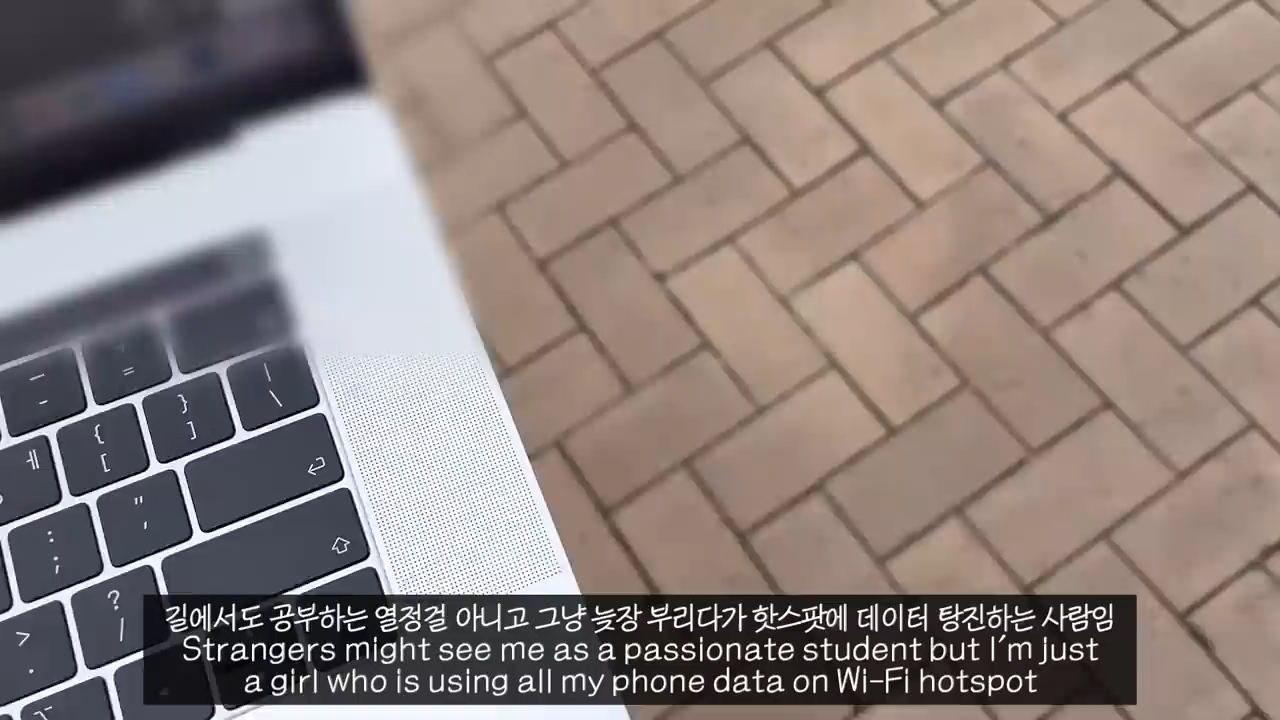 — -
+ =
{ [
} ]
| \
ㅔ
: ;
" '
> .
? /
길에서도 공부하는 열정걸 아니고 그냥 늦장 부리다가 핫스팟에 데이터 탕진하는 사람임
Strangers might see me as a passionate student but I'm just
a girl who is using all my phone data on Wi-Fi hotspot